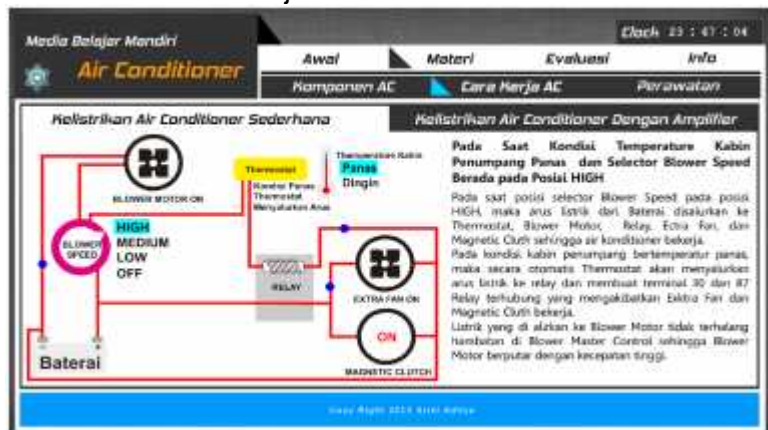 Media Belajar Mandiri
Clock 23 : 47 : 04
Air Conditioner
Awal Materi Evaluasi Info
Komponen AC Cara Kerja AC Perawatan
Kelistrikan Air Conditioner Sederhana
Kelistrikan Air Conditioner Dengan Amplifier
BLOWER MOTOR ON
Thermostat
Kondisi Panas
Thermostat
Menyalurkan Arus
Panas
Dingin
BLOWER
SPEED
HIGH
MEDIUM
LOW
OFF
RELAY
EXTRA FAN ON
ON
MAGNETIC CLUTCH
Baterai
Pada Saat Kondisi Temperature Kabin
Penumpang Panas dan Selector Blower Speed
Berada pada Posisi HIGH
Pada saat posisi selector Blower Speed pada posisi
HIGH, maka arus listrik dari Baterai disalurkan ke
Thermostat, Blower Motor, Relay, Extra Fan, dan
Magnetic Cluth sehingga air konditioner bekerja.
Pada kondisi kabin penumpang bertemperatur panas,
maka secara otomatis Thermostat akan menyalurkan
arus listrik ke relay dan membuat terminal 30 dan 87
Relay terhubung yang mengakibatkan Fan dan
Magnetic Cluth bekerja.
Listrik yang di alirkan ke Blower Motor tidak terhalang
hambatan di Blower Master Control sehingga Blower
Motor berputar dengan kecepatan tinggi.
Copy Right